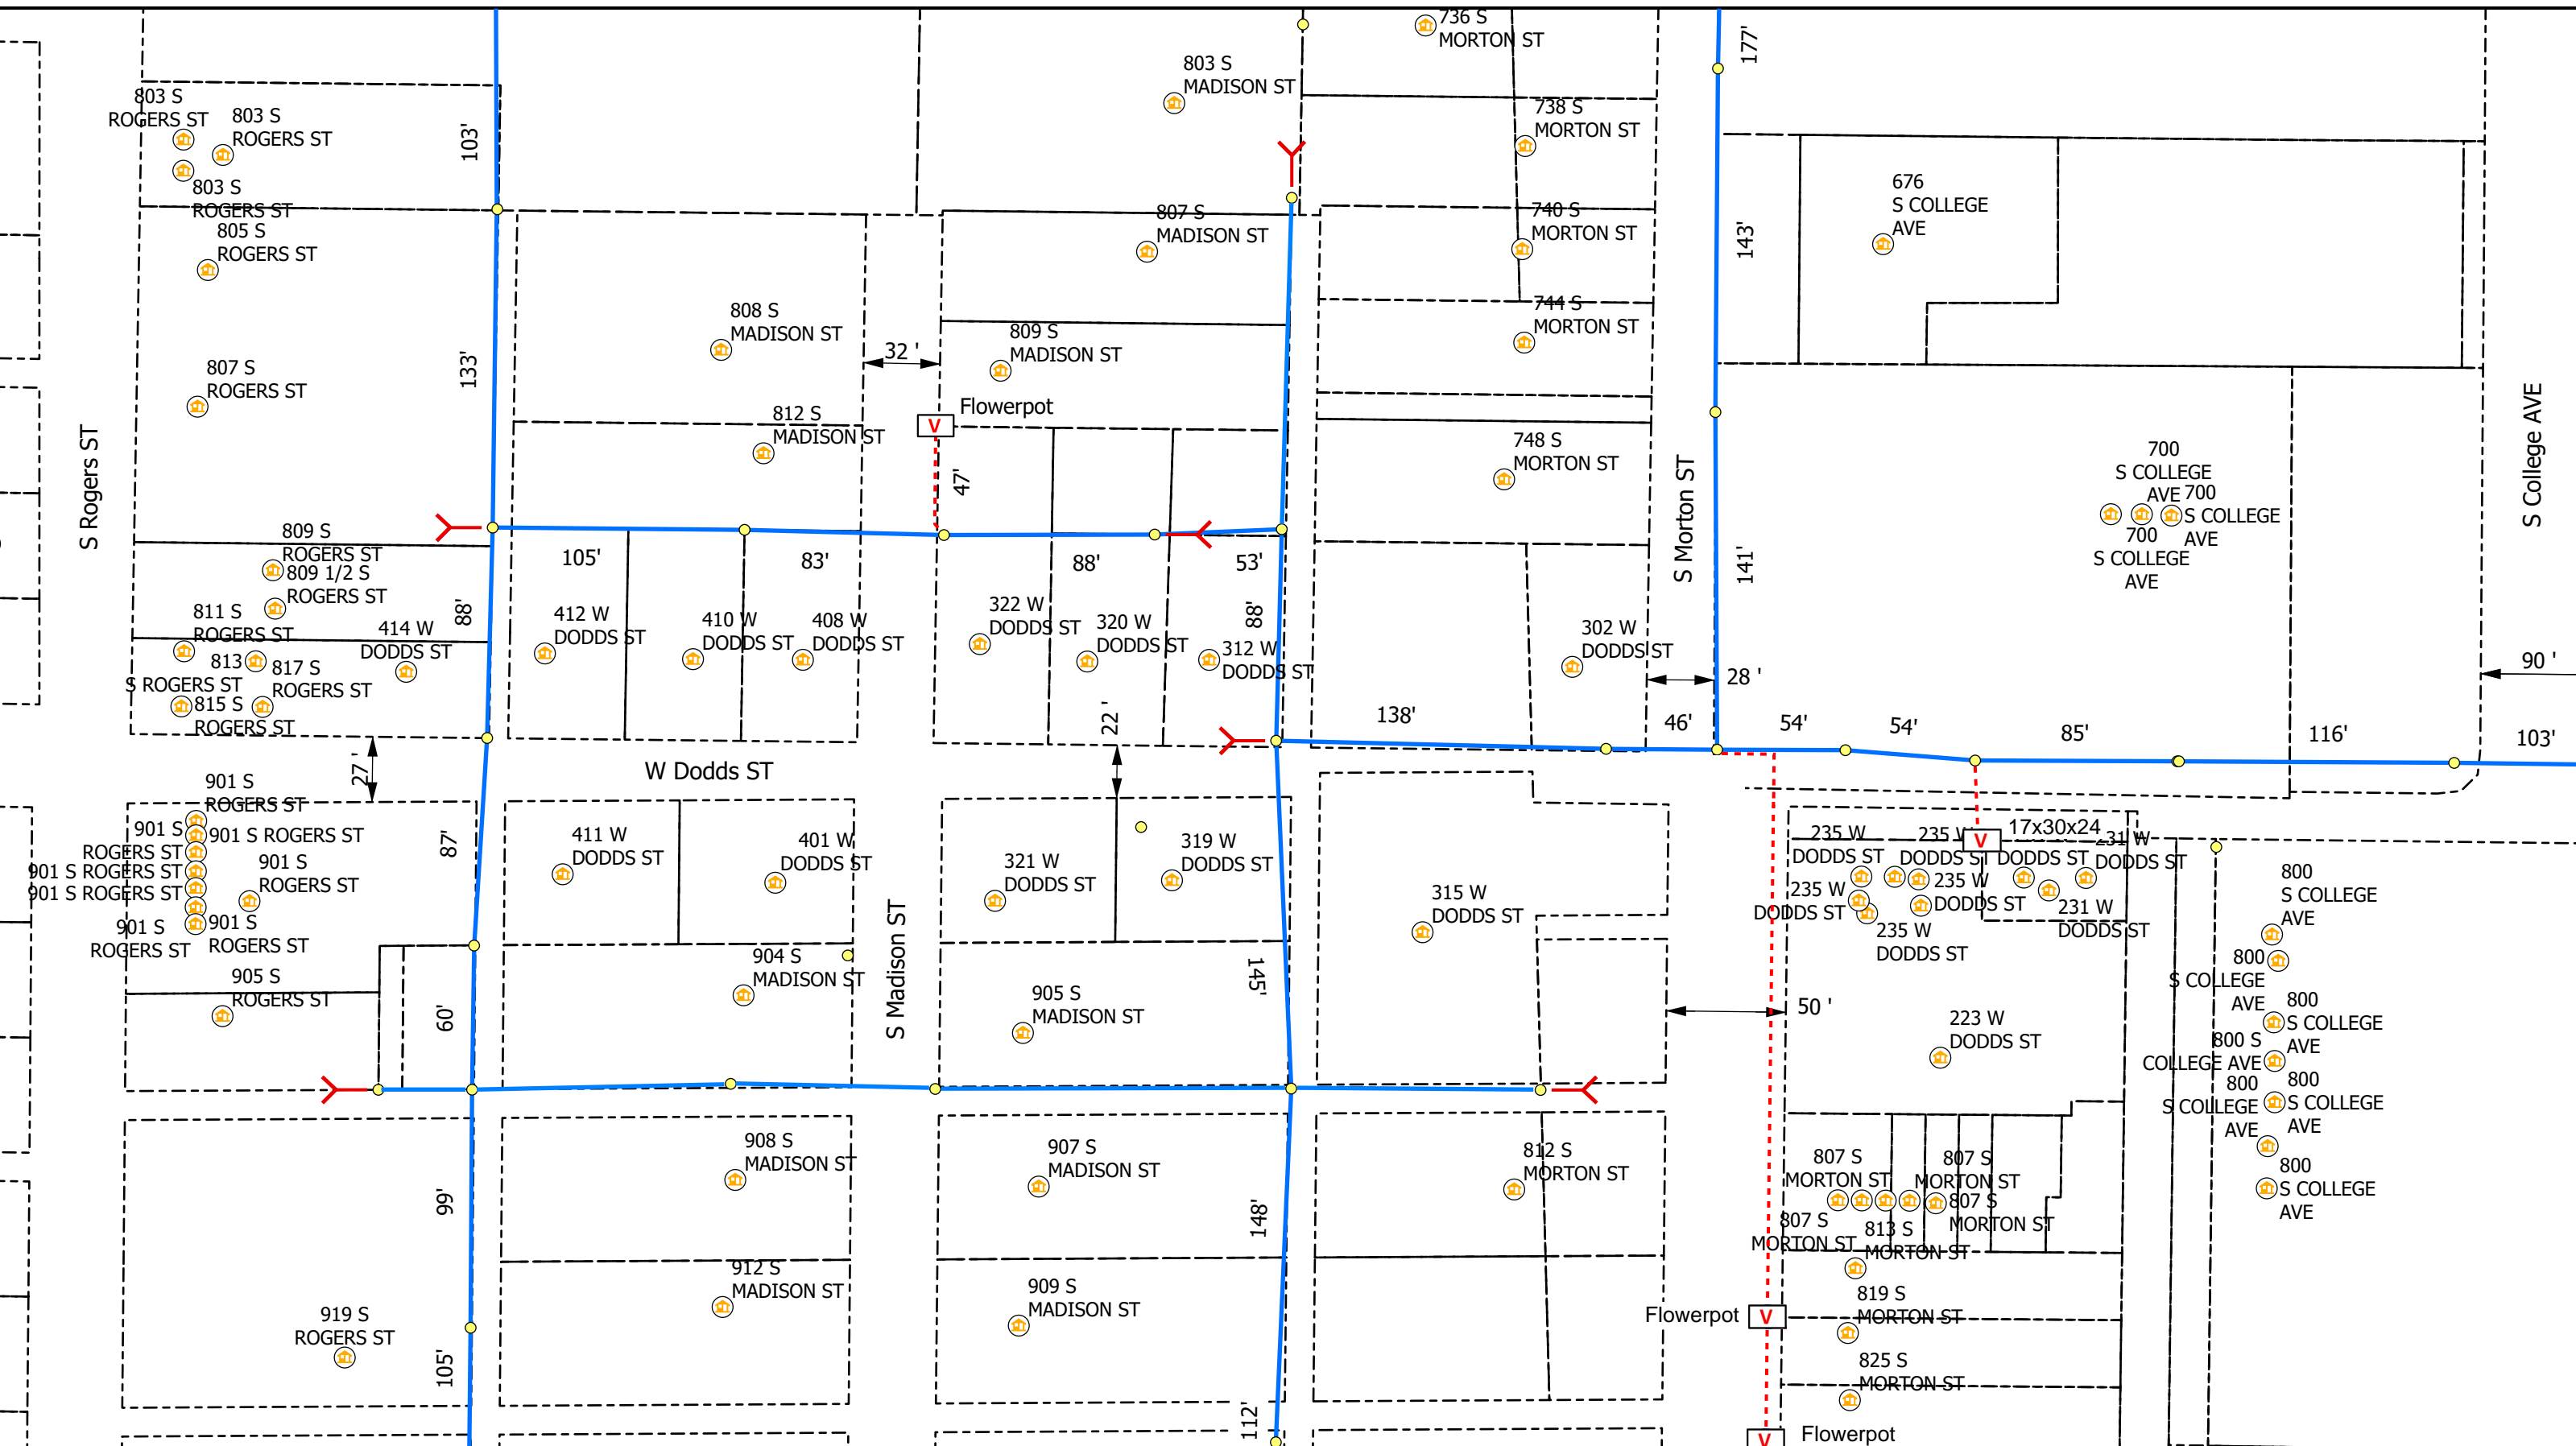 736 S
MORTON ST
177'
803 S
MADISON ST
803 S
ROGERS ST
803 S
ROGERS ST
103'
738 S
MORTON ST
803 S
ROGERS ST
676
S COLLEGE
AVE
805 S
ROGERS ST
807 S
MADISON ST
740 S
MORTON ST
143'
808 S
MADISON ST
809 S
MADISON ST
744 S
MORTON ST
32 '
133'
807 S
ROGERS ST
812 S
MADISON ST
V
Flowerpot
748 S
MORTON ST
S Rogers ST
47'
S Morton ST
S College AVE
700
S COLLEGE
AVE
700
S COLLEGE
AVE
700
S COLLEGE
AVE
809 S
ROGERS ST
809 1/2 S
ROGERS ST
105'
83'
88'
53'
141'
811 S
ROGERS ST
414 W
DODDS ST
88'
412 W
DODDS ST
410 W
DODDS ST
408 W
DODDS ST
322 W
DODDS ST
320 W
DODDS ST
312 W
DODDS ST
88'
302 W
DODDS ST
813
S ROGERS ST
817 S
ROGERS ST
815 S
ROGERS ST
28 '
90 '
22 '
138'
46'
54'
54'
85'
116'
103'
27 '
W Dodds ST
901 S
ROGERS ST
901 S
ROGERS ST
901 S ROGERS ST
901 S ROGERS ST
901 S ROGERS ST
901 S
ROGERS ST
901 S
ROGERS ST
901 S
ROGERS ST
87'
411 W
DODDS ST
401 W
DODDS ST
321 W
DODDS ST
319 W
DODDS ST
315 W
DODDS ST
V
17x30x24
235 W
DODDS ST
235 W
DODDS ST
DODDS ST
231 W
DODDS ST
235 W
DODDS ST
235 W
DODDS ST
235 W
DODDS ST
231 W
DODDS ST
800
S COLLEGE
AVE
800
S COLLEGE
AVE
800
S COLLEGE
AVE
800 S
COLLEGE AVE
800
S COLLEGE
AVE
800
S COLLEGE
AVE
800
S COLLEGE
AVE
905 S
ROGERS ST
60'
904 S
MADISON ST
S Madison ST
905 S
MADISON ST
145'
50 '
223 W
DODDS ST
99'
908 S
MADISON ST
907 S
MADISON ST
148'
812 S
MORTON ST
807 S
MORTON ST
807 S
MORTON ST
807 S
MORTON ST
807 S
MORTON ST
813 S
MORTON ST
912 S
MADISON ST
909 S
MADISON ST
919 S
ROGERS ST
105'
Flowerpot
V
819 S
MORTON ST
825 S
MORTON ST
112'
V
Flowerpot